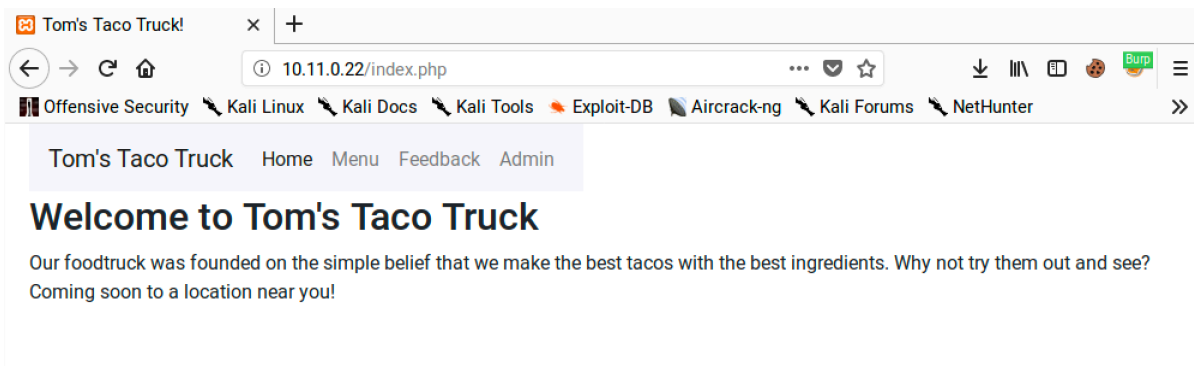 Tom's Taco Truck!
10.11.0.22/index.php
Burp
Offensive Security Kali Linux Kali Docs Kali Tools Exploit-DB Aircrack-ng Kali Forums NetHunter
Tom's Taco Truck Home Menu Feedback Admin
Welcome to Tom's Taco Truck
Our foodtruck was founded on the simple belief that we make the best tacos with the best ingredients. Why not try them out and see?
Coming soon to a location near you!